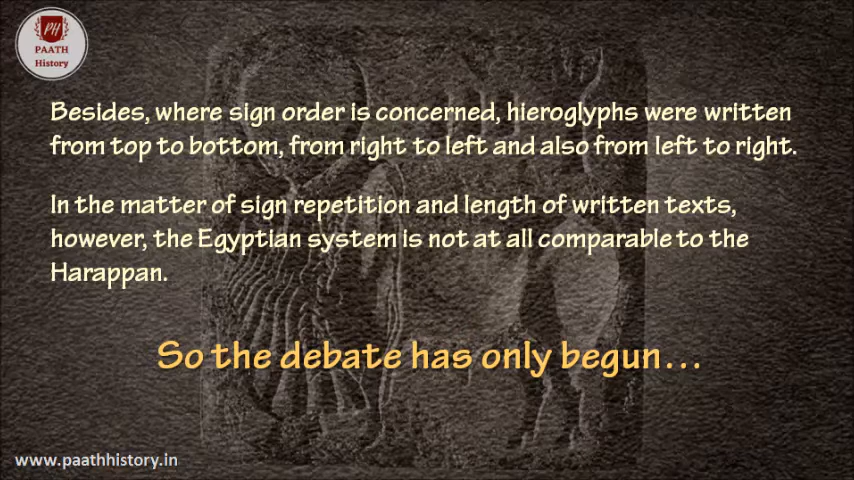 PH
PAATH
History
Besides, where sign order is concerned, hieroglyphs were written
from top to bottom, from right to left and also from left to right.
In the matter of sign repetition and length of written texts,
however, the Egyptian system is not at all comparable to the
Harappan.
So the debate has only begun...
www.paathhistory.in